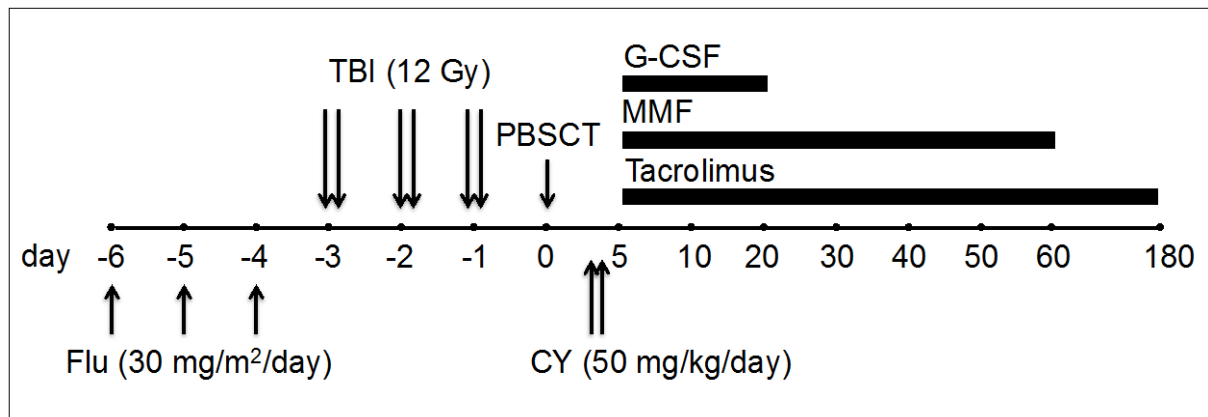 G-CSF
TBI (12 Gy)
MMF
PBSCT
Tacrolimus
day -6 -5 -4 -3 -2 -1 0 5 10 20 30 40 50 60 180
Flu (30 mg/m²/day) CY (50 mg/kg/day)